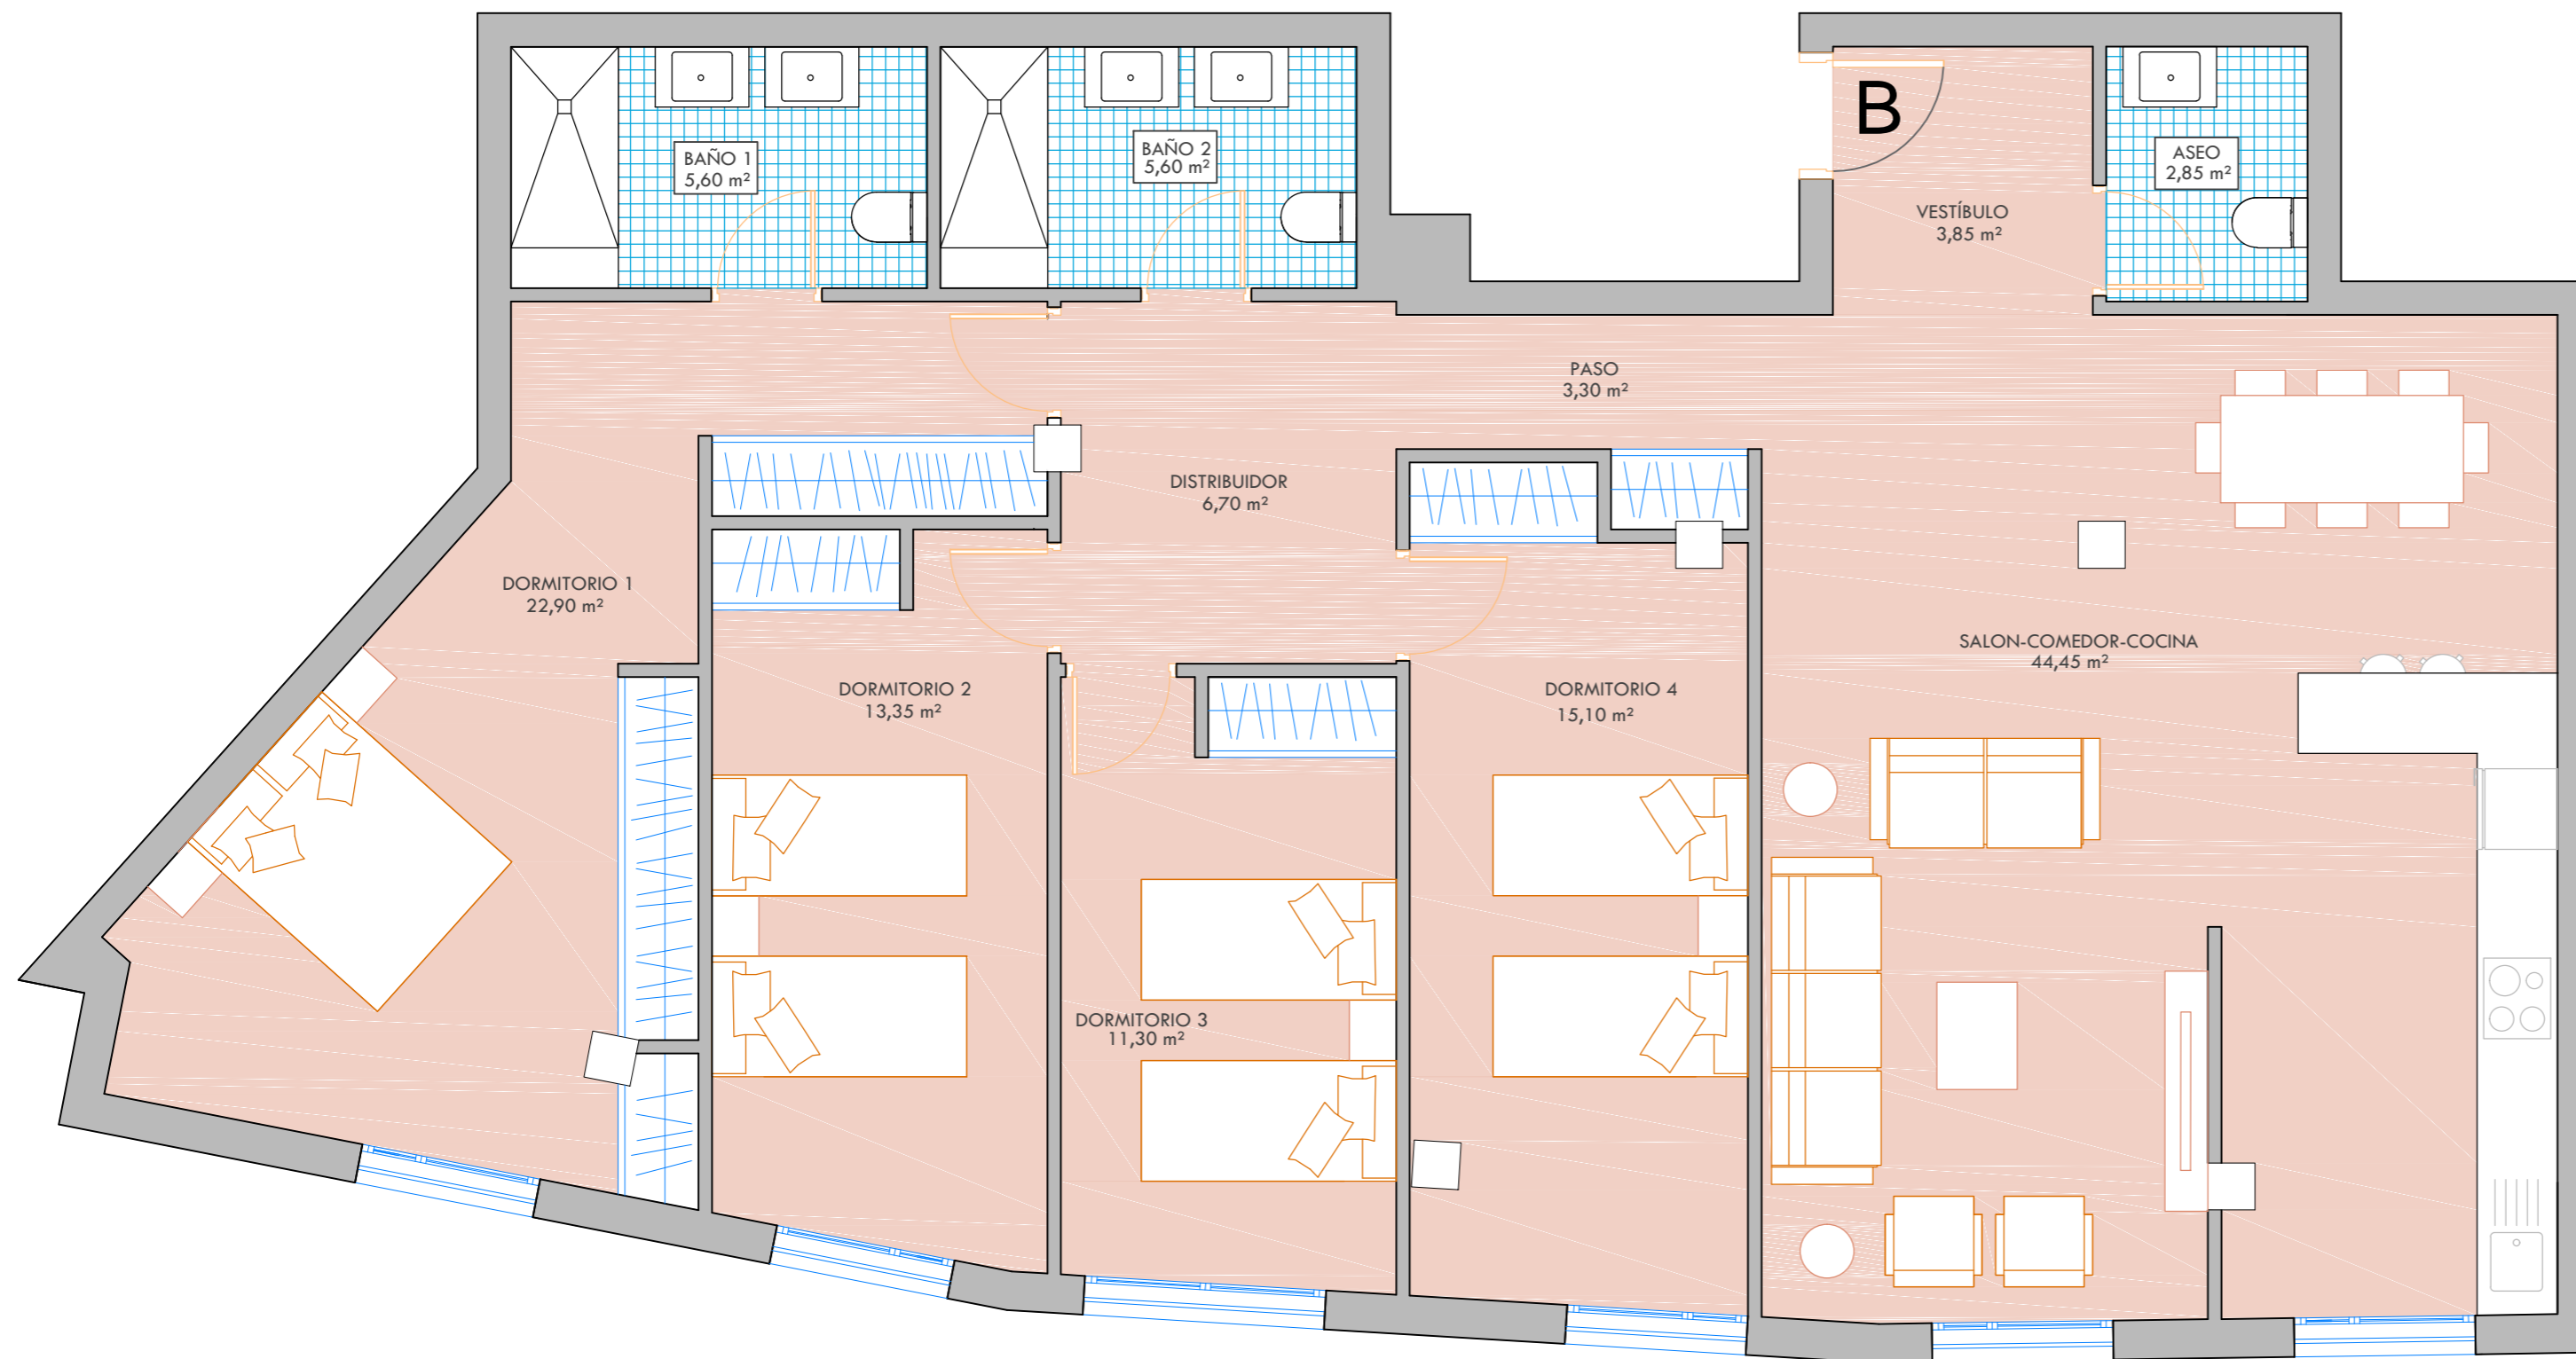 BAÑO 1
5,60 m²
BAÑO 2
5,60 m²
B
ASEO
2,85 m²
VESTÍBULO
3,85 m²
PASO
3,30 m²
DISTRIBUIDOR
6,70 m²
DORMITORIO 1
22,90 m²
SALON-COMEDOR-COCINA
44,45 m²
DORMITORIO 2
13,35 m²
DORMITORIO 4
15,10 m²
DORMITORIO 3
11,30 m²